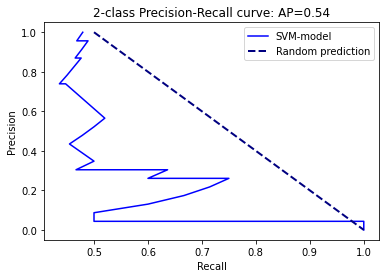 2-class Precision-Recall curve: AP=0.54
SVM-model
Random prediction
Precision
1.0
0.8
0.6
0.4
0.2
0.0
0.5 0.6 0.7 0.8 0.9 1.0
Recall